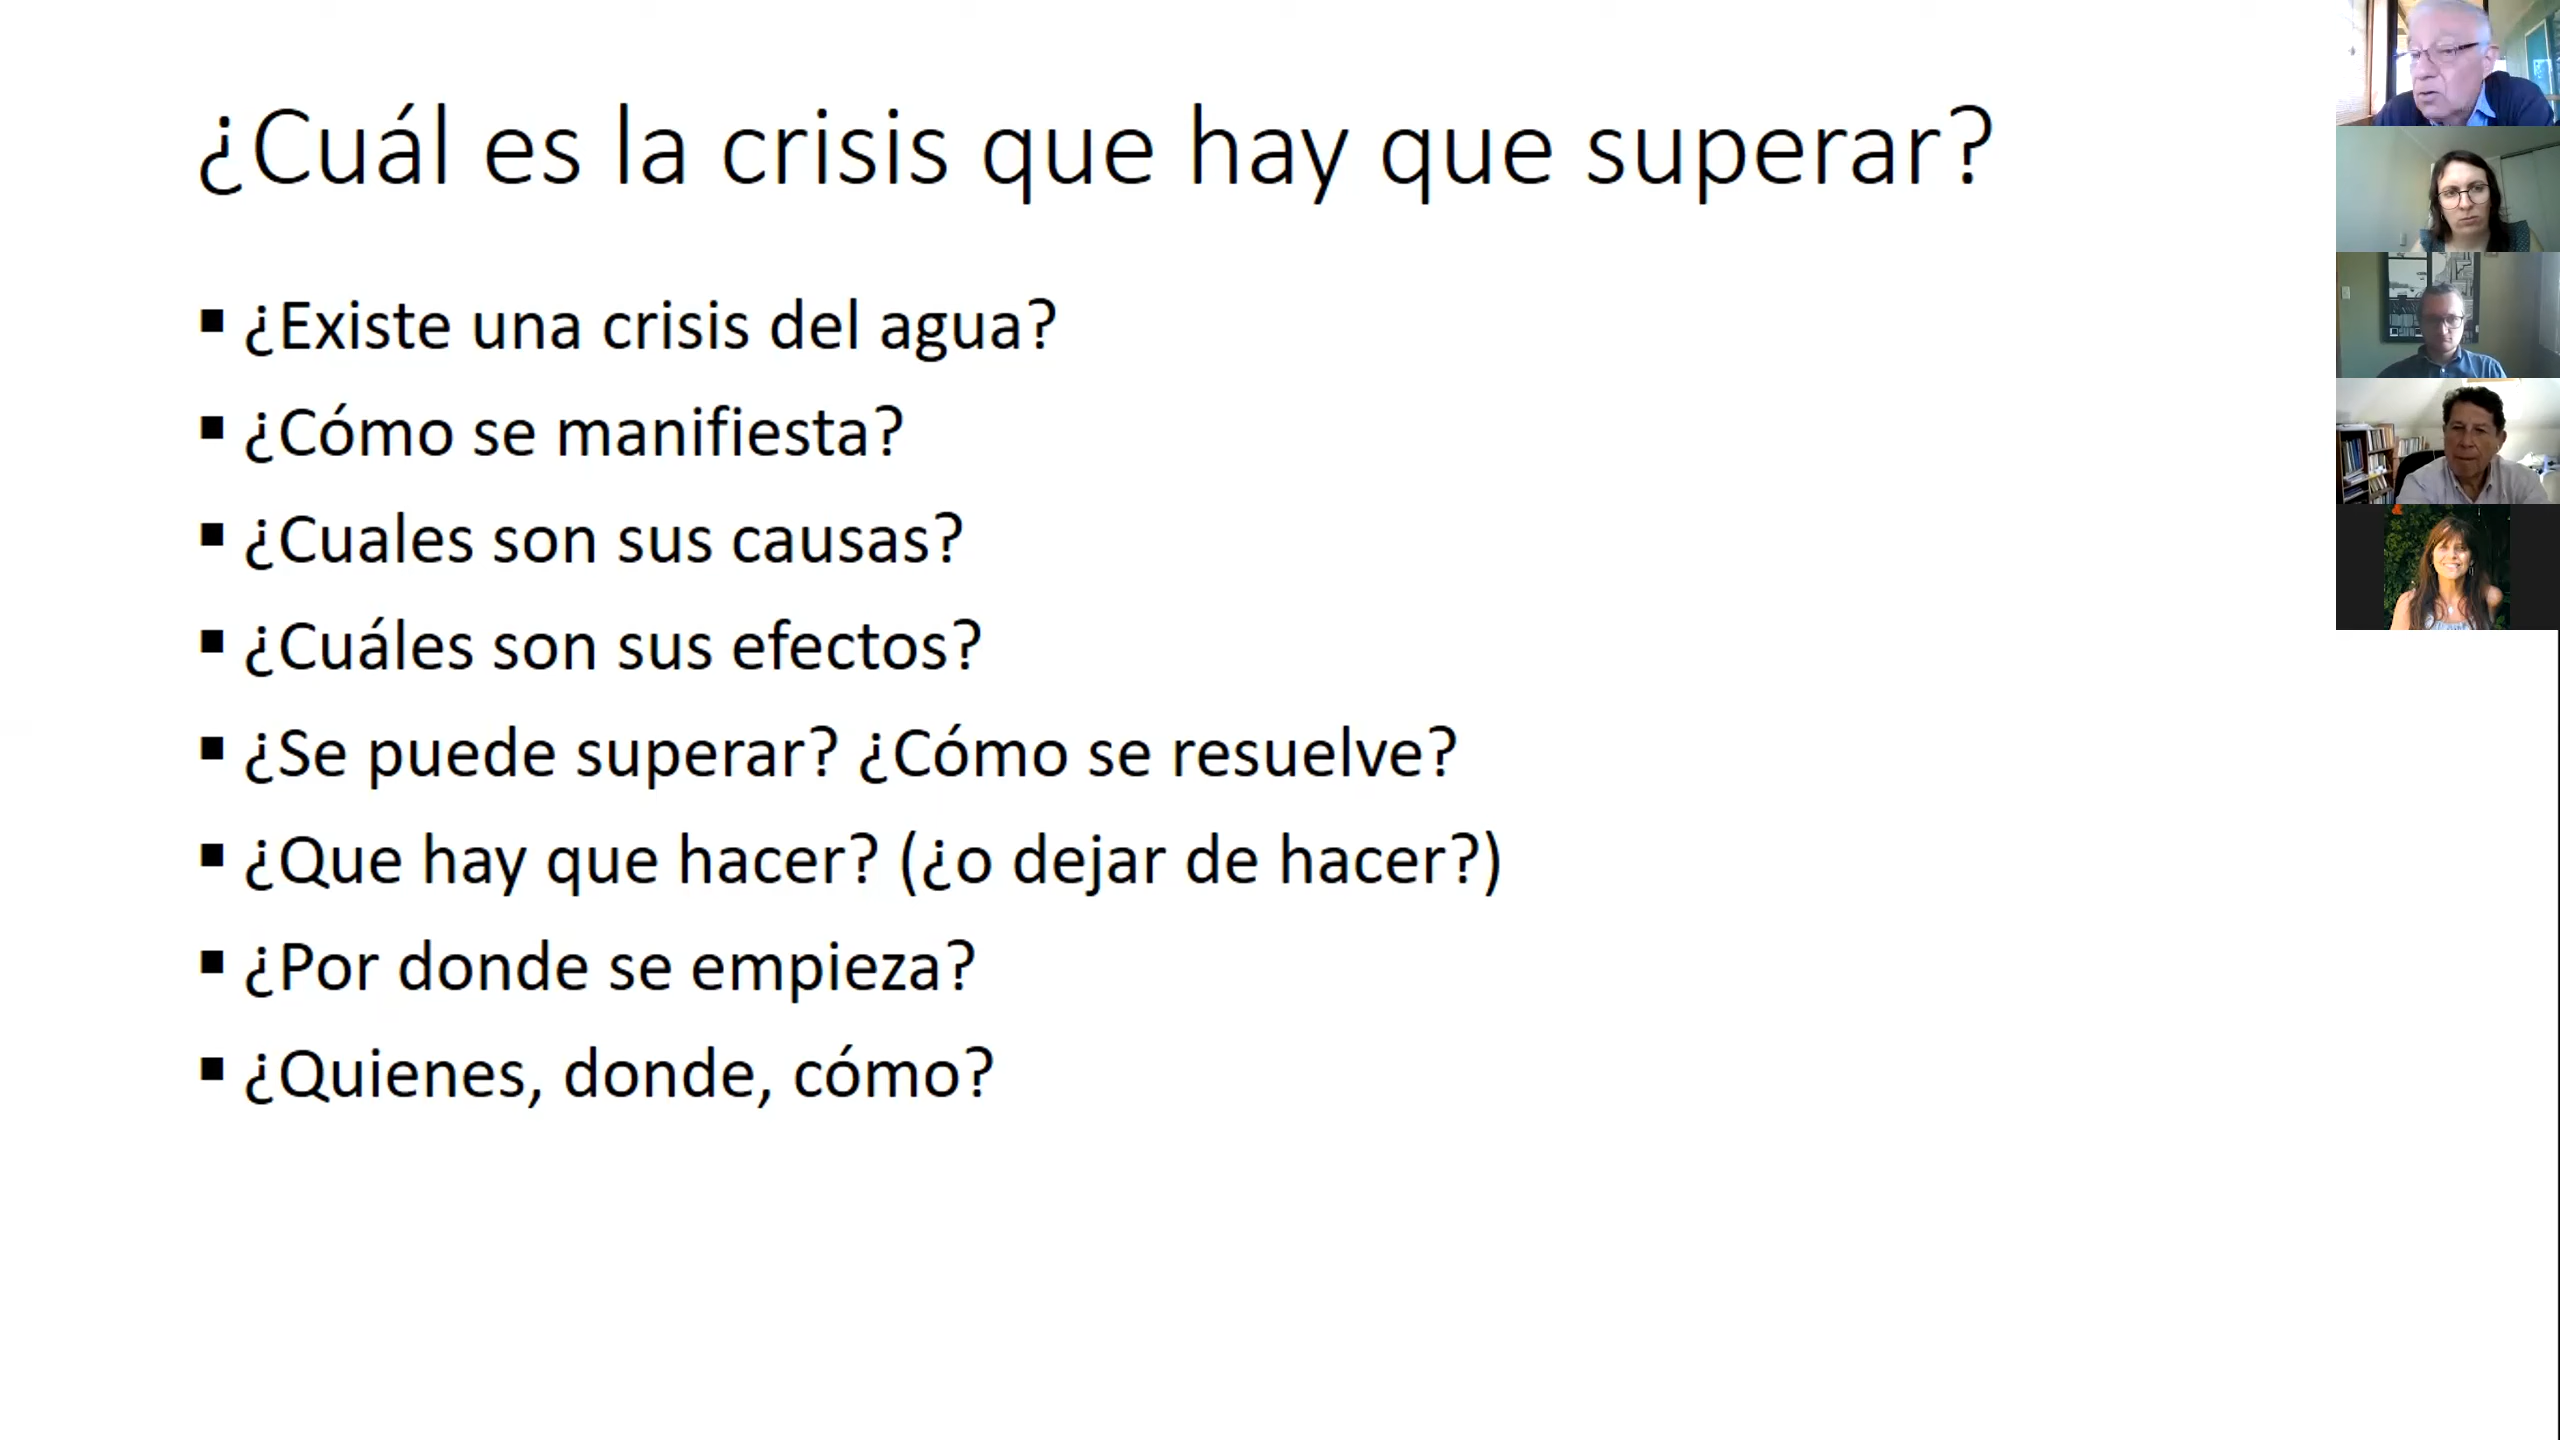 ¿Cuál es la crisis que hay que superar?
▪ ¿Existe una crisis del agua?
▪ ¿Cómo se manifiesta?
▪ ¿Cuales son sus causas?
▪ ¿Cuáles son sus efectos?
▪ ¿Se puede superar? ¿Cómo se resuelve?
▪ ¿Que hay que hacer? (¿o dejar de hacer?)
▪ ¿Por donde se empieza?
▪ ¿Quienes, donde, cómo?